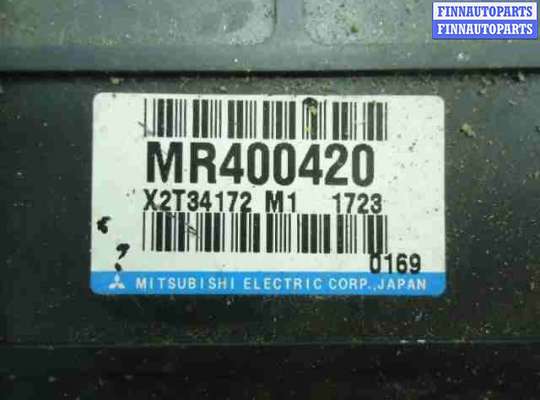 FINNAUTOPARTS
FINNAUTOPARTS
MR400420
X2T34172 M1 1723
0169
MITSUBISHI ELECTRIC CORP.,JAPAN